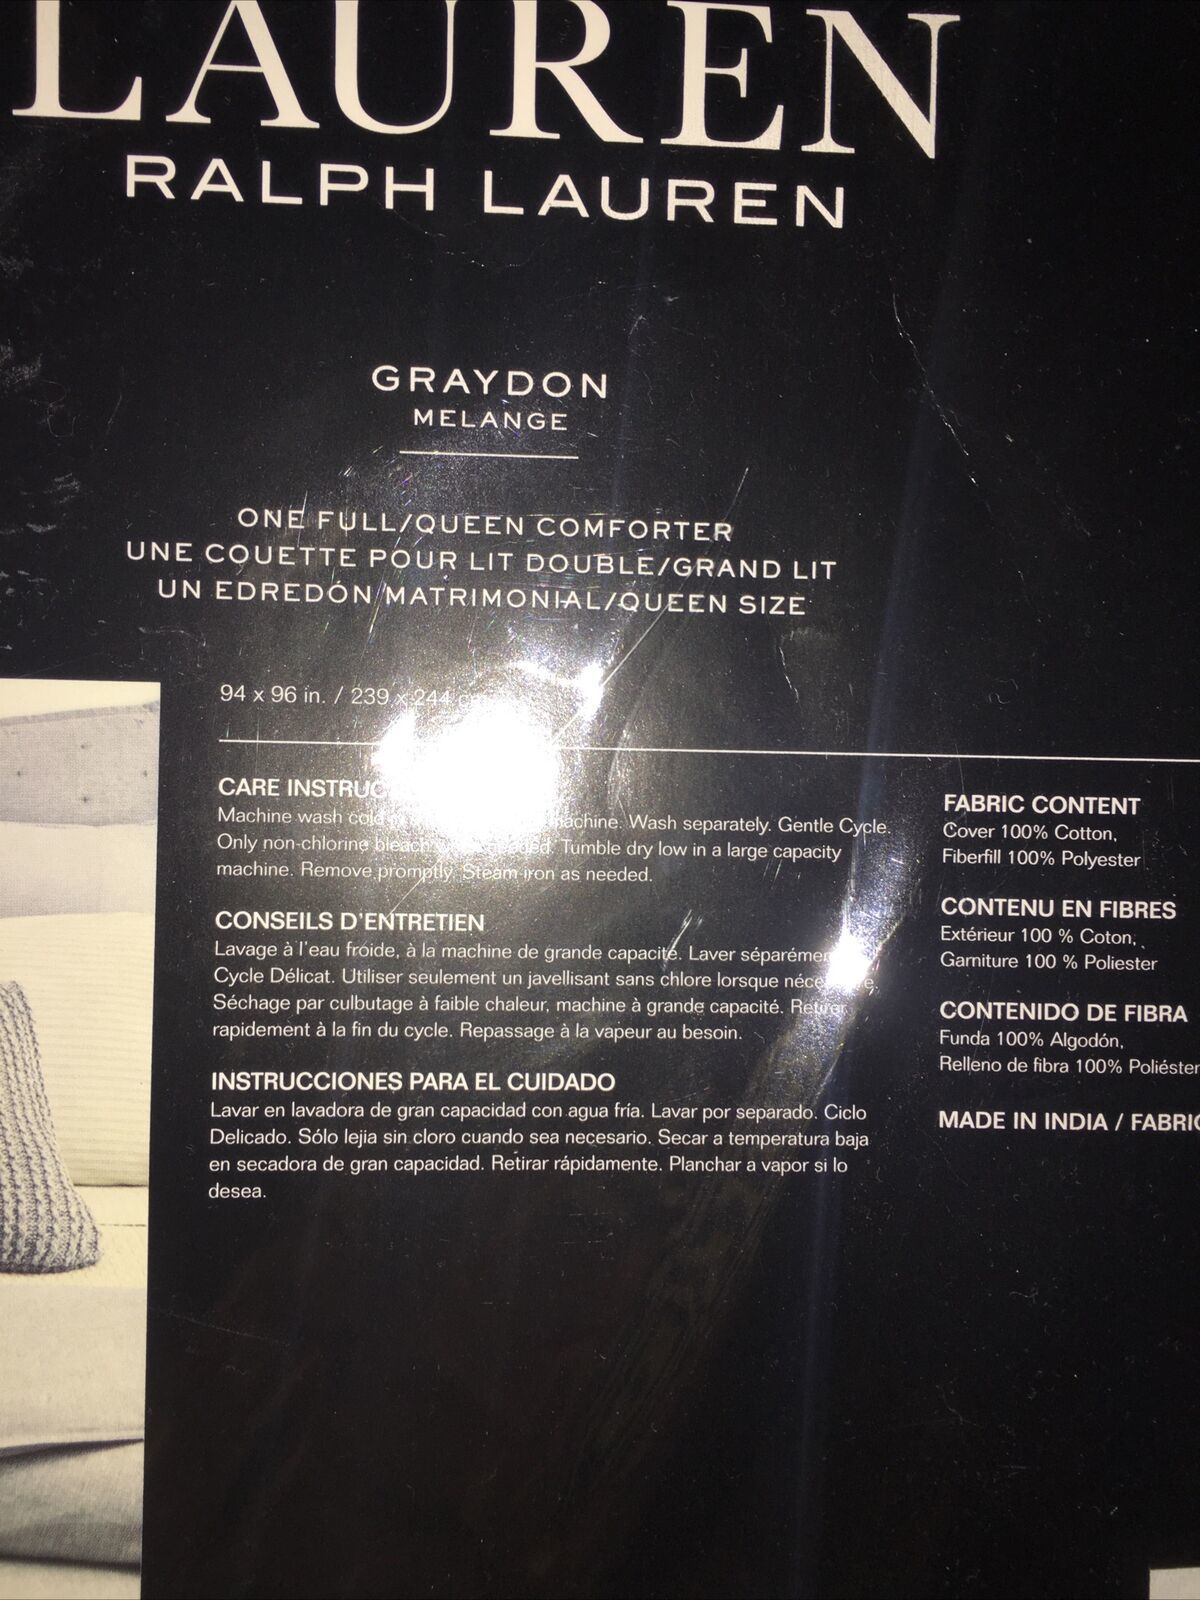 LAUREN
RALPH LAUREN
GRAYDON
MELANGE
ONE FULL/QUEEN COMFORTER
UNE COUETTE POUR LIT DOUBLE/GRAND LIT
UN EDREDÓN MATRIMONIAL/QUEEN SIZE
94 x 96 in. / 239 x 244
CARE INSTRUC
Machine wash cold machine. Wash separately. Gentle Cycle.
Only non-chlorine bleach when needed. Tumble dry low in a large capacity
machine. Remove promptly. Steam iron as needed.
CONSEILS D'ENTRETIEN
Lavage à l'eau froide, à la machine de grande capacité. Laver séparémen
Cycle Délicat. Utiliser seulement un javellisant sans chlore lorsque
Séchage par culbutage à faible chaleur, machine à grande capacité. Retirer
rapidement à la fin du cycle. Repassage à la vapeur au besoin.
INSTRUCCIONES PARA EL CUIDADO
Lavar en lavadora de gran capacidad con agua fría. Lavar por separado. Ciclo
Delicado. Sólo lejia sin cloro cuando sea necesario. Secar a temperatura baja
en secadora de gran capacidad. Retirar rápidamente. Planchar a vapor si lo
desea.
FABRIC CONTENT
Cover 100% Cotton,
Fiberfill 100% Polyester
CONTENU EN FIBRES
Extérieur 100 % Coton,
Garniture 100 % Poliester
CONTENIDO DE FIBRA
Funda 100% Algodón,
Relleno de fibra 100% Poliéster
MADE IN INDIA / FABRIC